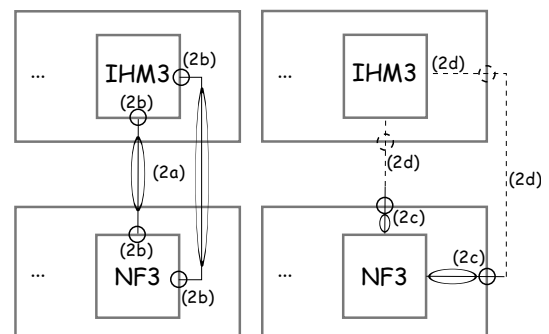 (2b)
... IHM3
(2b)
(2a)
(2b)
... NF3
(2b)
... IHM3 (2d)
(2d)
(2d)
(2c)
(2c)
... NF3